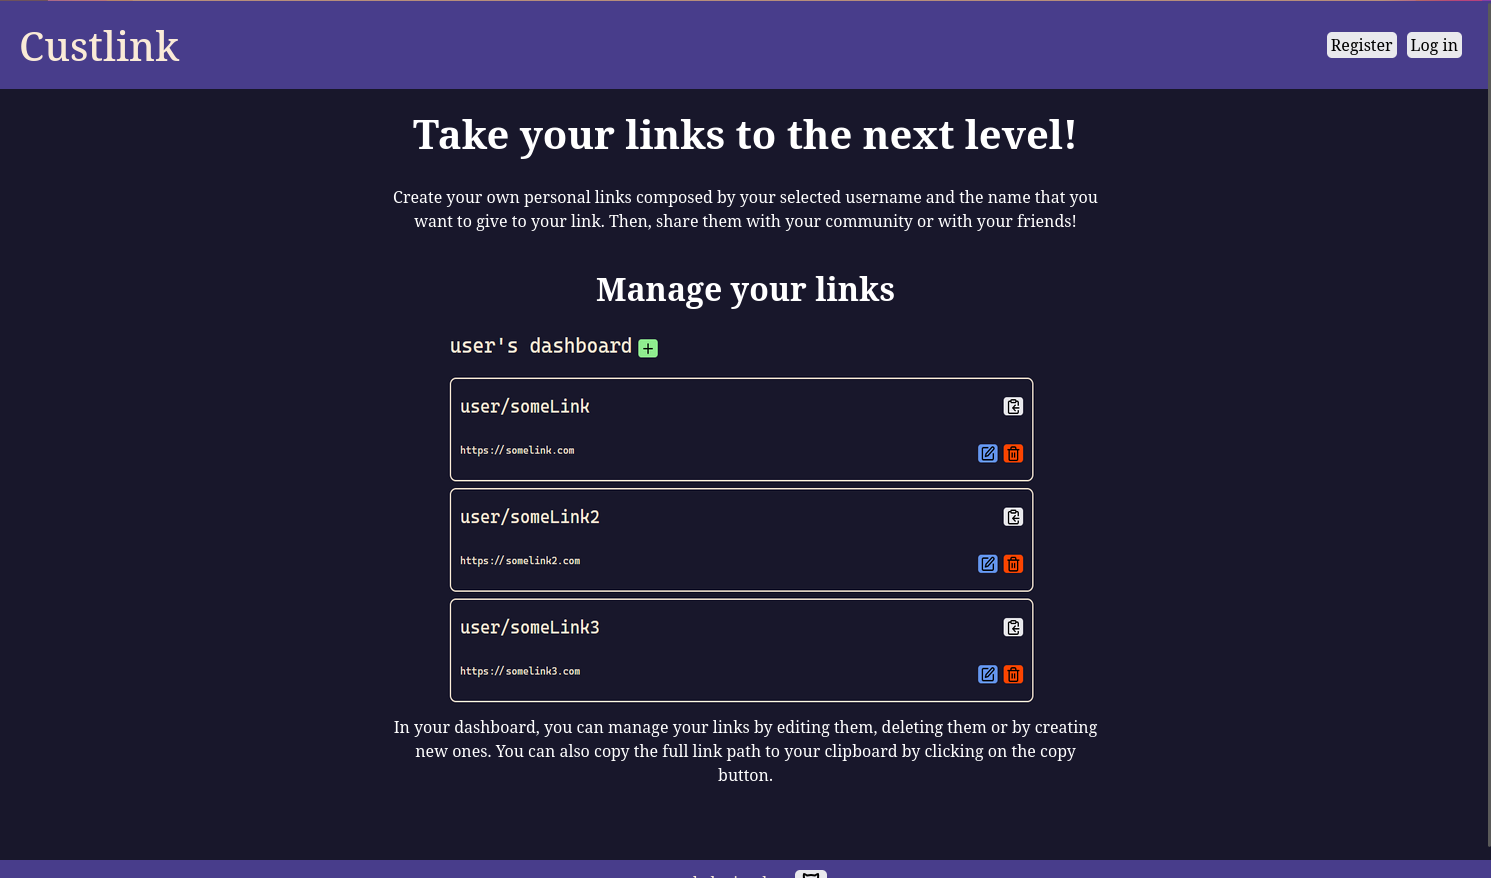 Custlink
Register
Log in
Take your links to the next level!
Create your own personal links composed by your selected username and the name that you
want to give to your link. Then, share them with your community or with your friends!
Manage your links
user's dashboard
user/someLink
https://somelink.com
user/someLink2
https://somelink2.com
user/someLink3
https://somelink3.com
In your dashboard, you can manage your links by editing them, deleting them or by creating
new ones. You can also copy the full link path to your clipboard by clicking on the copy
button.